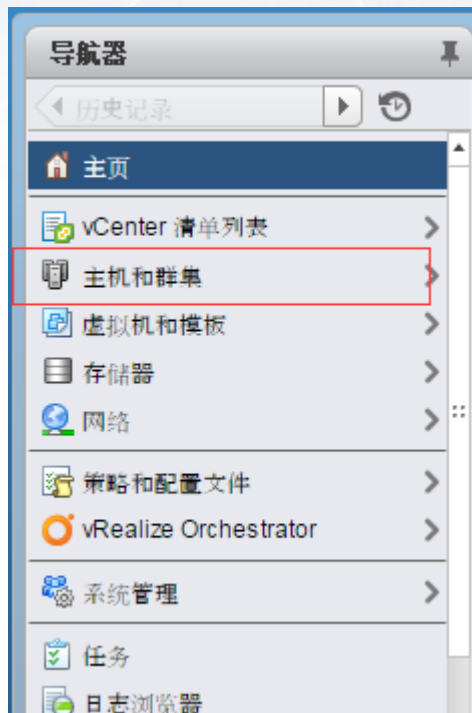 导航器
历史记录
主页
vCenter 清单列表
主机和群集
虚拟机和模板
存储器
网络
策略和配置文件
vRealize Orchestrator
系统管理
任务
日志浏览器